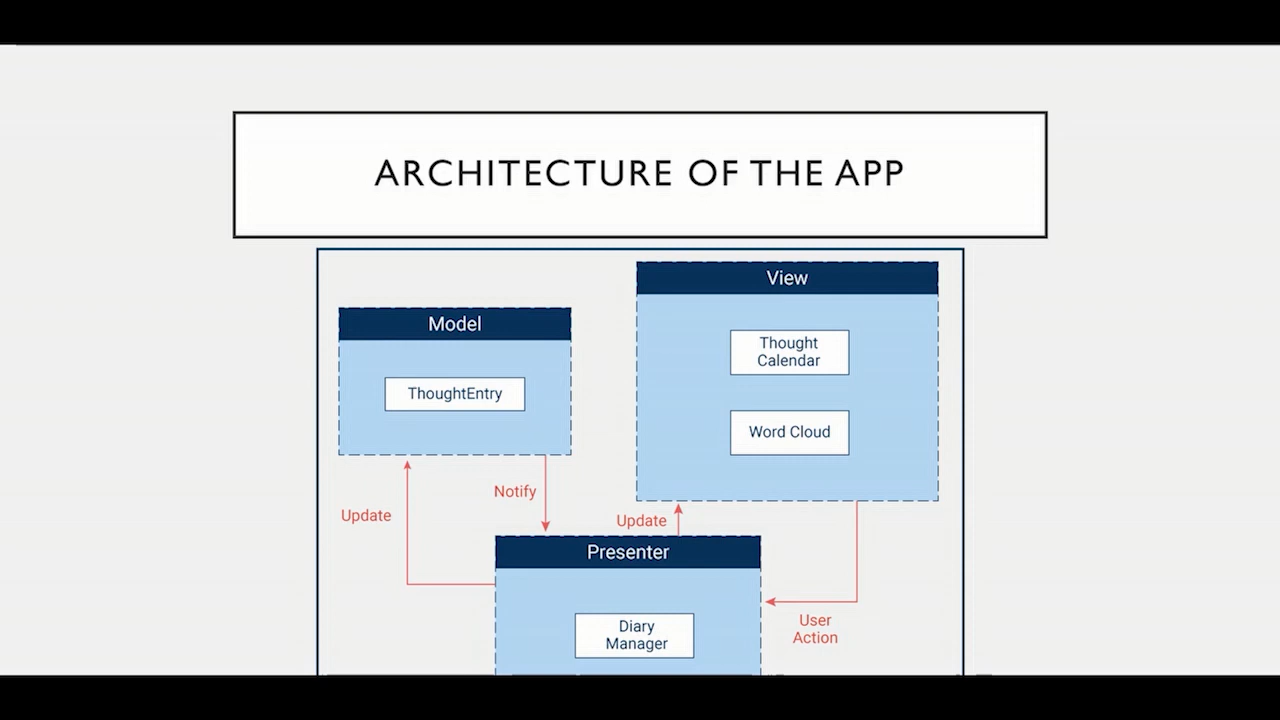 ARCHITECTURE OF THE APP
View
Model
Thought
Calendar
ThoughtEntry
Word Cloud
Notify
Update
Update
Presenter
User
Action
Diary
Manager